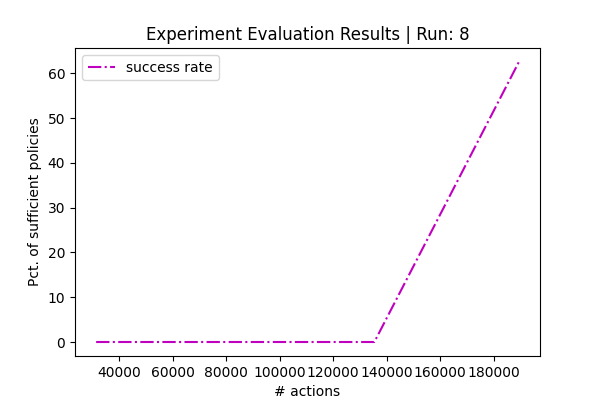 Experiment Evaluation Results | Run: 8
success rate
Pct. of sufficient policies
60
50
40
30
20
10
0
40000 60000 80000 100000 120000 140000 160000 180000
# actions